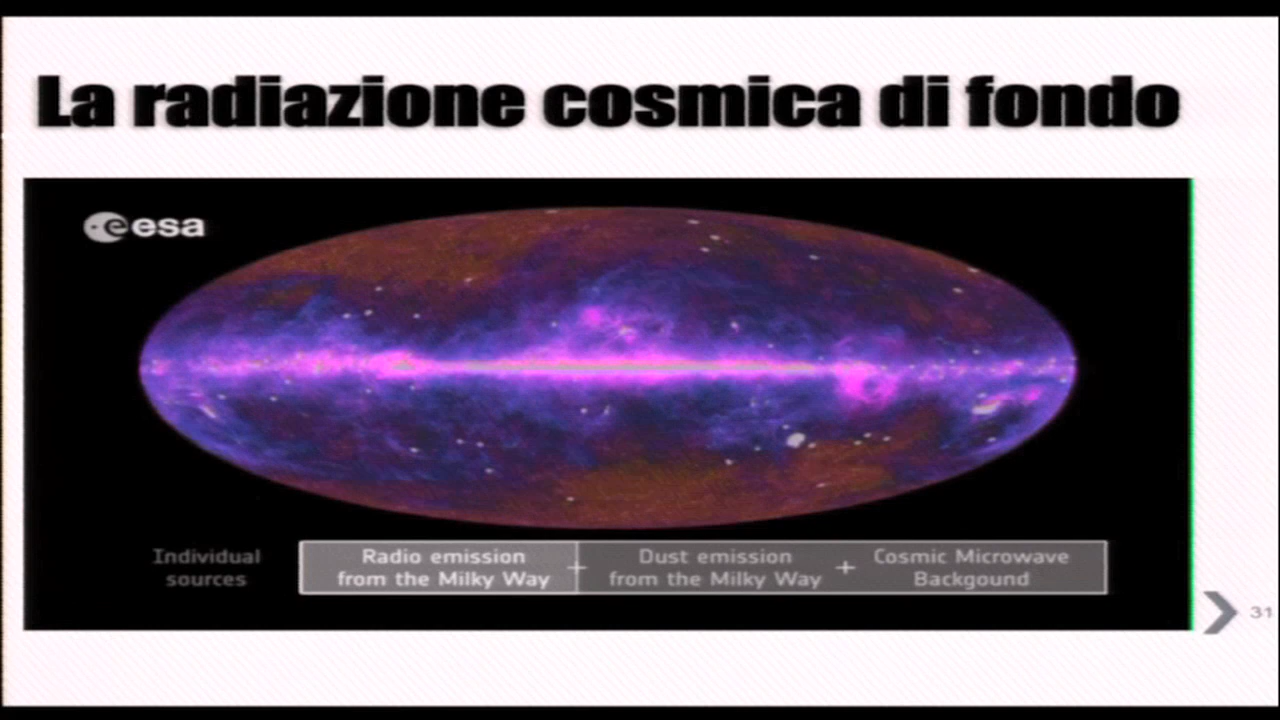 La radiazione cosmica di fondo
esa
Individual
sources
Radio emission
from the Milky Way
+
Dust emission
from the Milky Way
+
Cosmic Microwave
Backgound
31